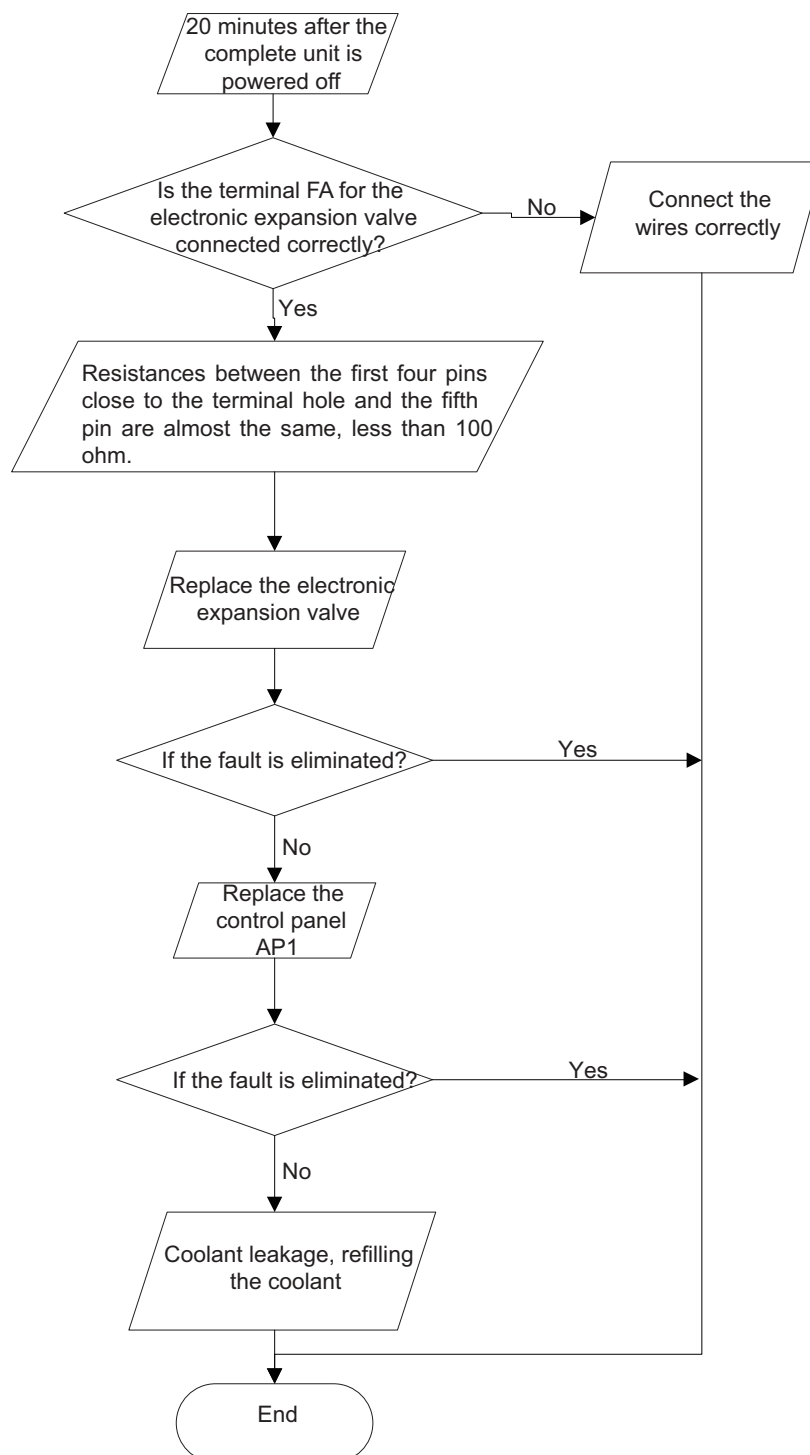 20 minutes after the
complete unit is
powered off
Is the terminal FA for the
electronic expansion valve
connected correctly?
No
Connect the
wires correctly
Yes
Resistances between the first four pins
close to the terminal hole and the fifth
pin are almost the same, less than 100
ohm.
Replace the electronic
expansion valve
If the fault is eliminated?
Yes
No
Replace the
control panel
AP1
If the fault is eliminated?
Yes
No
Coolant leakage, refilling
the coolant
End